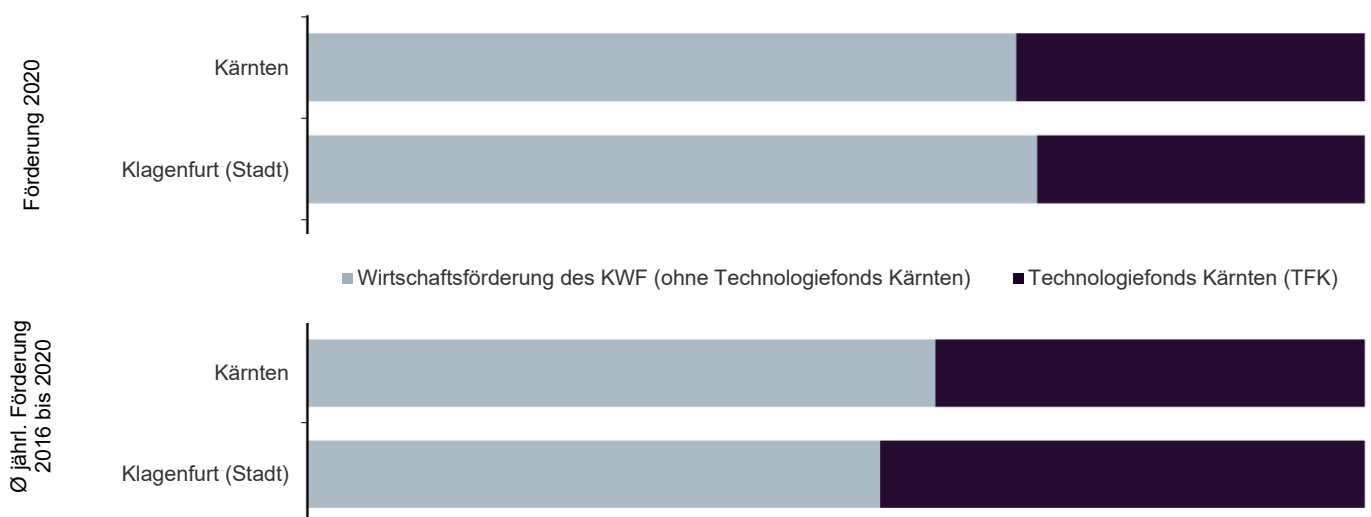 Förderung 2020
Kärnten
Klagenfurt (Stadt)
Wirtschaftsförderung des KWF (ohne Technologiefonds Kärnten)
Technologiefonds Kärnten (TFK)
Ø jährl. Förderung
2016 bis 2020
Kärnten
Klagenfurt (Stadt)